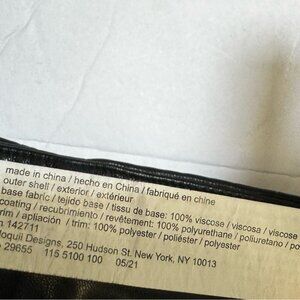 made in china / hecho en China / fabriqué en chine
outer shell / exterior / extérieur
base fabric / tejido base / tissu de base: 100% viscose / viscosa / viscose
coating / recubrimiento / revêtement: 100% polyurethane / poliuretano /
trim / apliación / trim: 100% polyester / poliéster / polyester
142711
loquii Designs, 250 Hudson St. New York, NY 10013
29655 115 5100 100 05/21